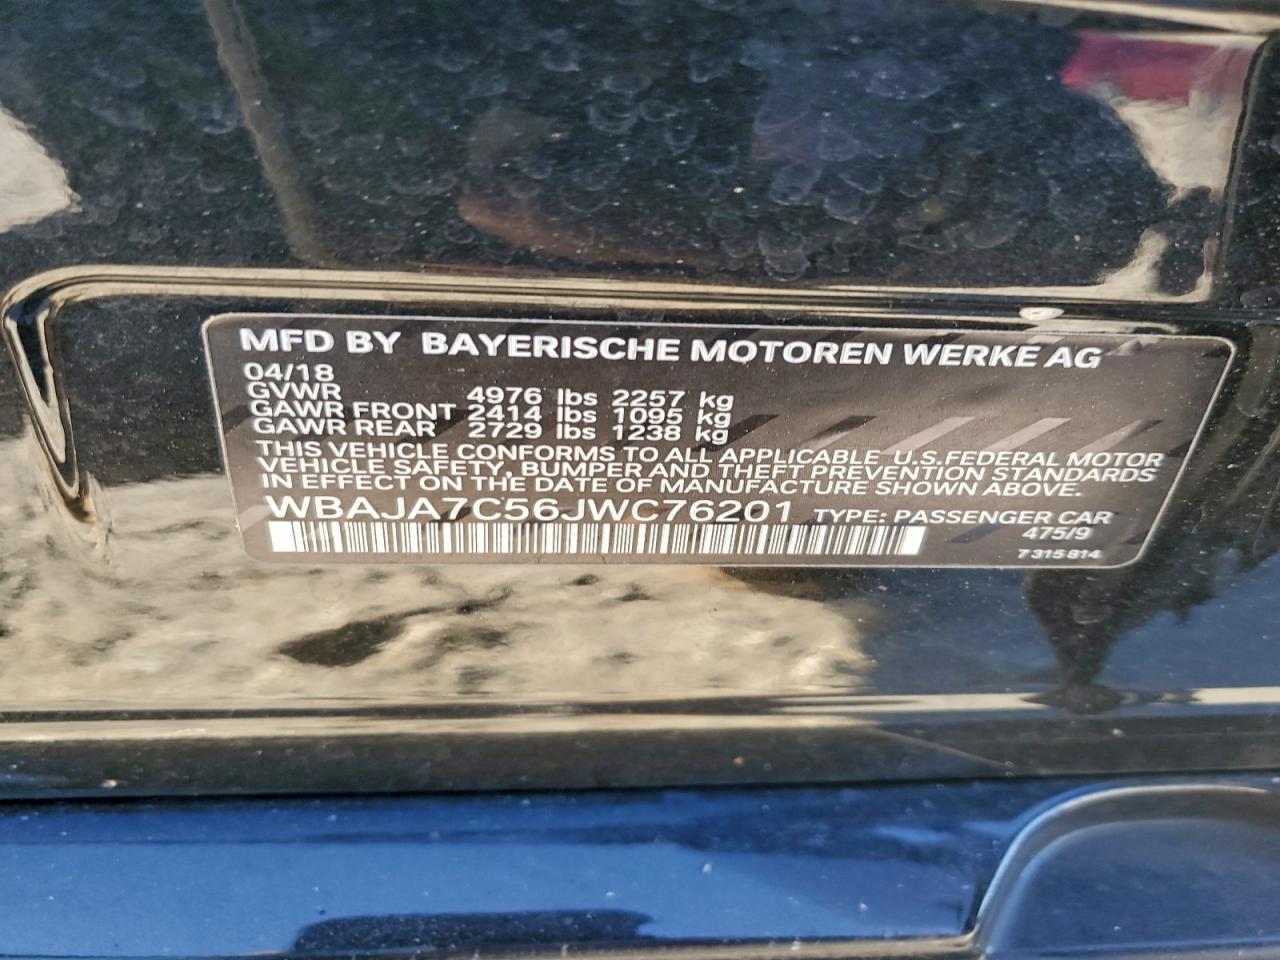 MFD BY BAYERISCHE MOTOREN WERKE AG
04/18
GVWR 4976 lbs 2257 kg
GAWR FRONT 2414 lbs 1095 kg
GAWR REAR 2729 lbs 1238 kg
THIS VEHICLE CONFORMS TO ALL APPLICABLE U.S.FEDERAL MOTOR
VEHICLE SAFETY, BUMPER AND THEFT PREVENTION STANDARDS
IN EFFECT ON THE DATE OF MANUFACTURE SHOWN ABOVE.
WBAJA7C56JWC76201 TYPE: PASSENGER CAR
475/9
7 315 814